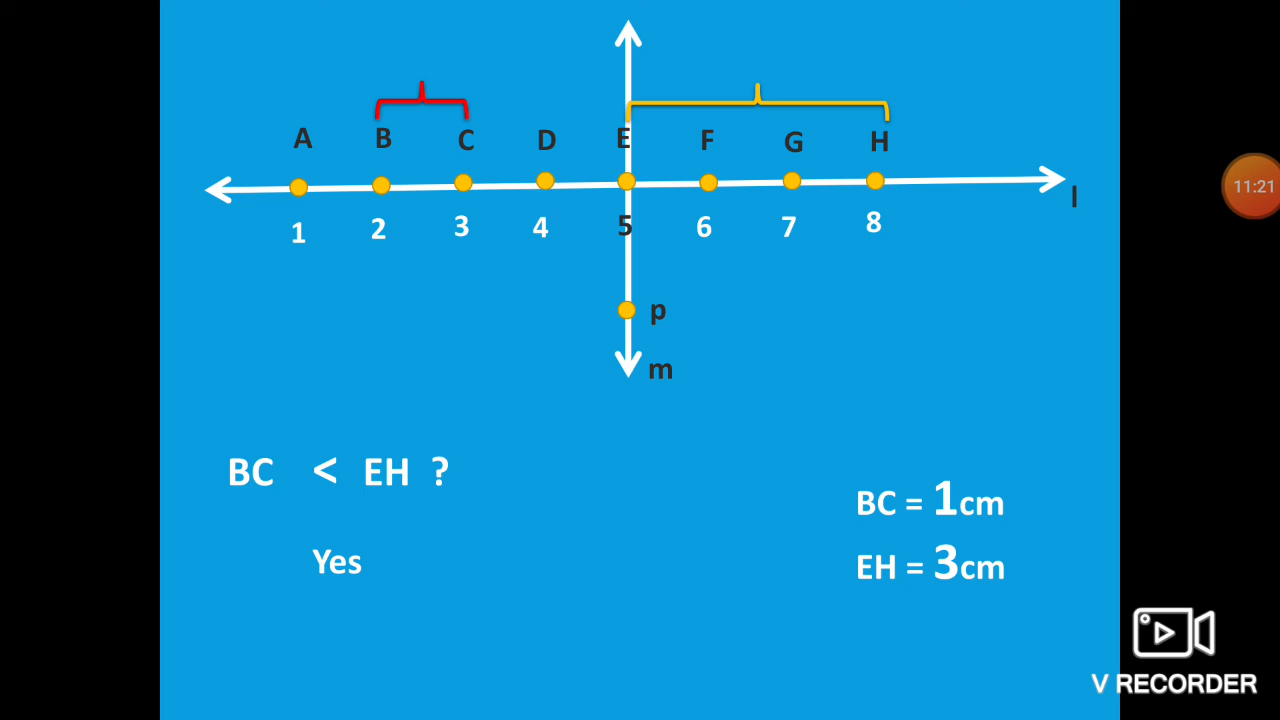 A B C D E F G H
l
1 2 3 4 5 6 7 8
p
m
BC < EH ?
Yes
BC = 1cm
EH = 3cm
11:21
V RECORDER